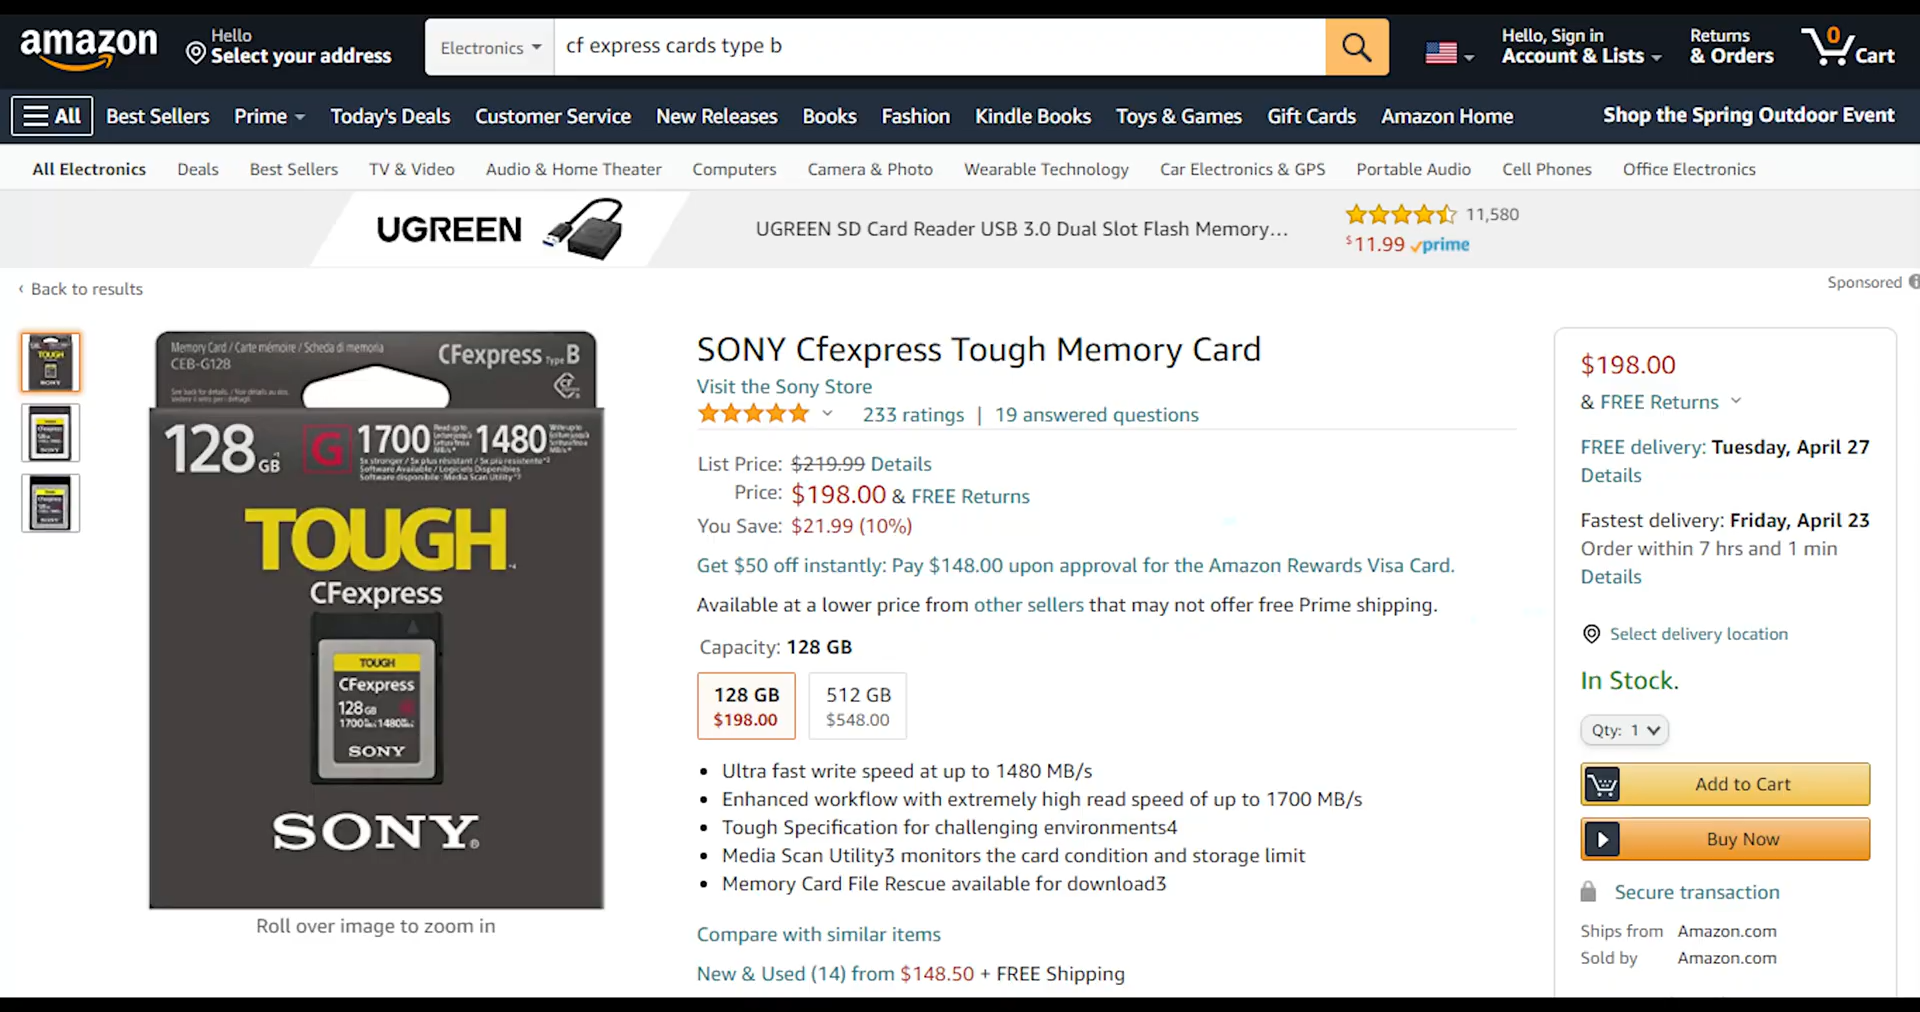 amazon
Hello
Select your address
Electronics
cf express cards type b
Hello, Sign in
Account & Lists
Returns
& Orders
0
Cart
All
Best Sellers
Prime
Today's Deals
Customer Service
New Releases
Books
Fashion
Kindle Books
Toys & Games
Gift Cards
Amazon Home
Shop the Spring Outdoor Event
All Electronics
Deals
Best Sellers
TV & Video
Audio & Home Theater
Computers
Camera & Photo
Wearable Technology
Car Electronics & GPS
Portable Audio
Cell Phones
Office Electronics
UGREEN
UGREEN SD Card Reader USB 3.0 Dual Slot Flash Memory...
11,580
$11.99 prime
Sponsored
‹ Back to results
Memory Card / Carte mémoire / Scheda di memoria
CEB-G128
CFexpress Type B
128 GB
G
1700 MB/s
1480 MB/s
TOUGH
CFexpress
TOUGH
CFexpress
128 GB
1700 1480
SONY
SONY
Roll over image to zoom in
SONY Cfexpress Tough Memory Card
Visit the Sony Store
233 ratings | 19 answered questions
List Price: $219.99 Details
Price: $198.00 & FREE Returns
You Save: $21.99 (10%)
Get $50 off instantly: Pay $148.00 upon approval for the Amazon Rewards Visa Card.
Available at a lower price from other sellers that may not offer free Prime shipping.
Capacity: 128 GB
128 GB
$198.00
512 GB
$548.00
• Ultra fast write speed at up to 1480 MB/s
• Enhanced workflow with extremely high read speed of up to 1700 MB/s
• Tough Specification for challenging environments4
• Media Scan Utility3 monitors the card condition and storage limit
• Memory Card File Rescue available for download3
Compare with similar items
New & Used (14) from $148.50 + FREE Shipping
$198.00
& FREE Returns
FREE delivery: Tuesday, April 27
Details
Fastest delivery: Friday, April 23
Order within 7 hrs and 1 min
Details
Select delivery location
In Stock.
Qty: 1
Add to Cart
Buy Now
Secure transaction
Ships from Amazon.com
Sold by Amazon.com